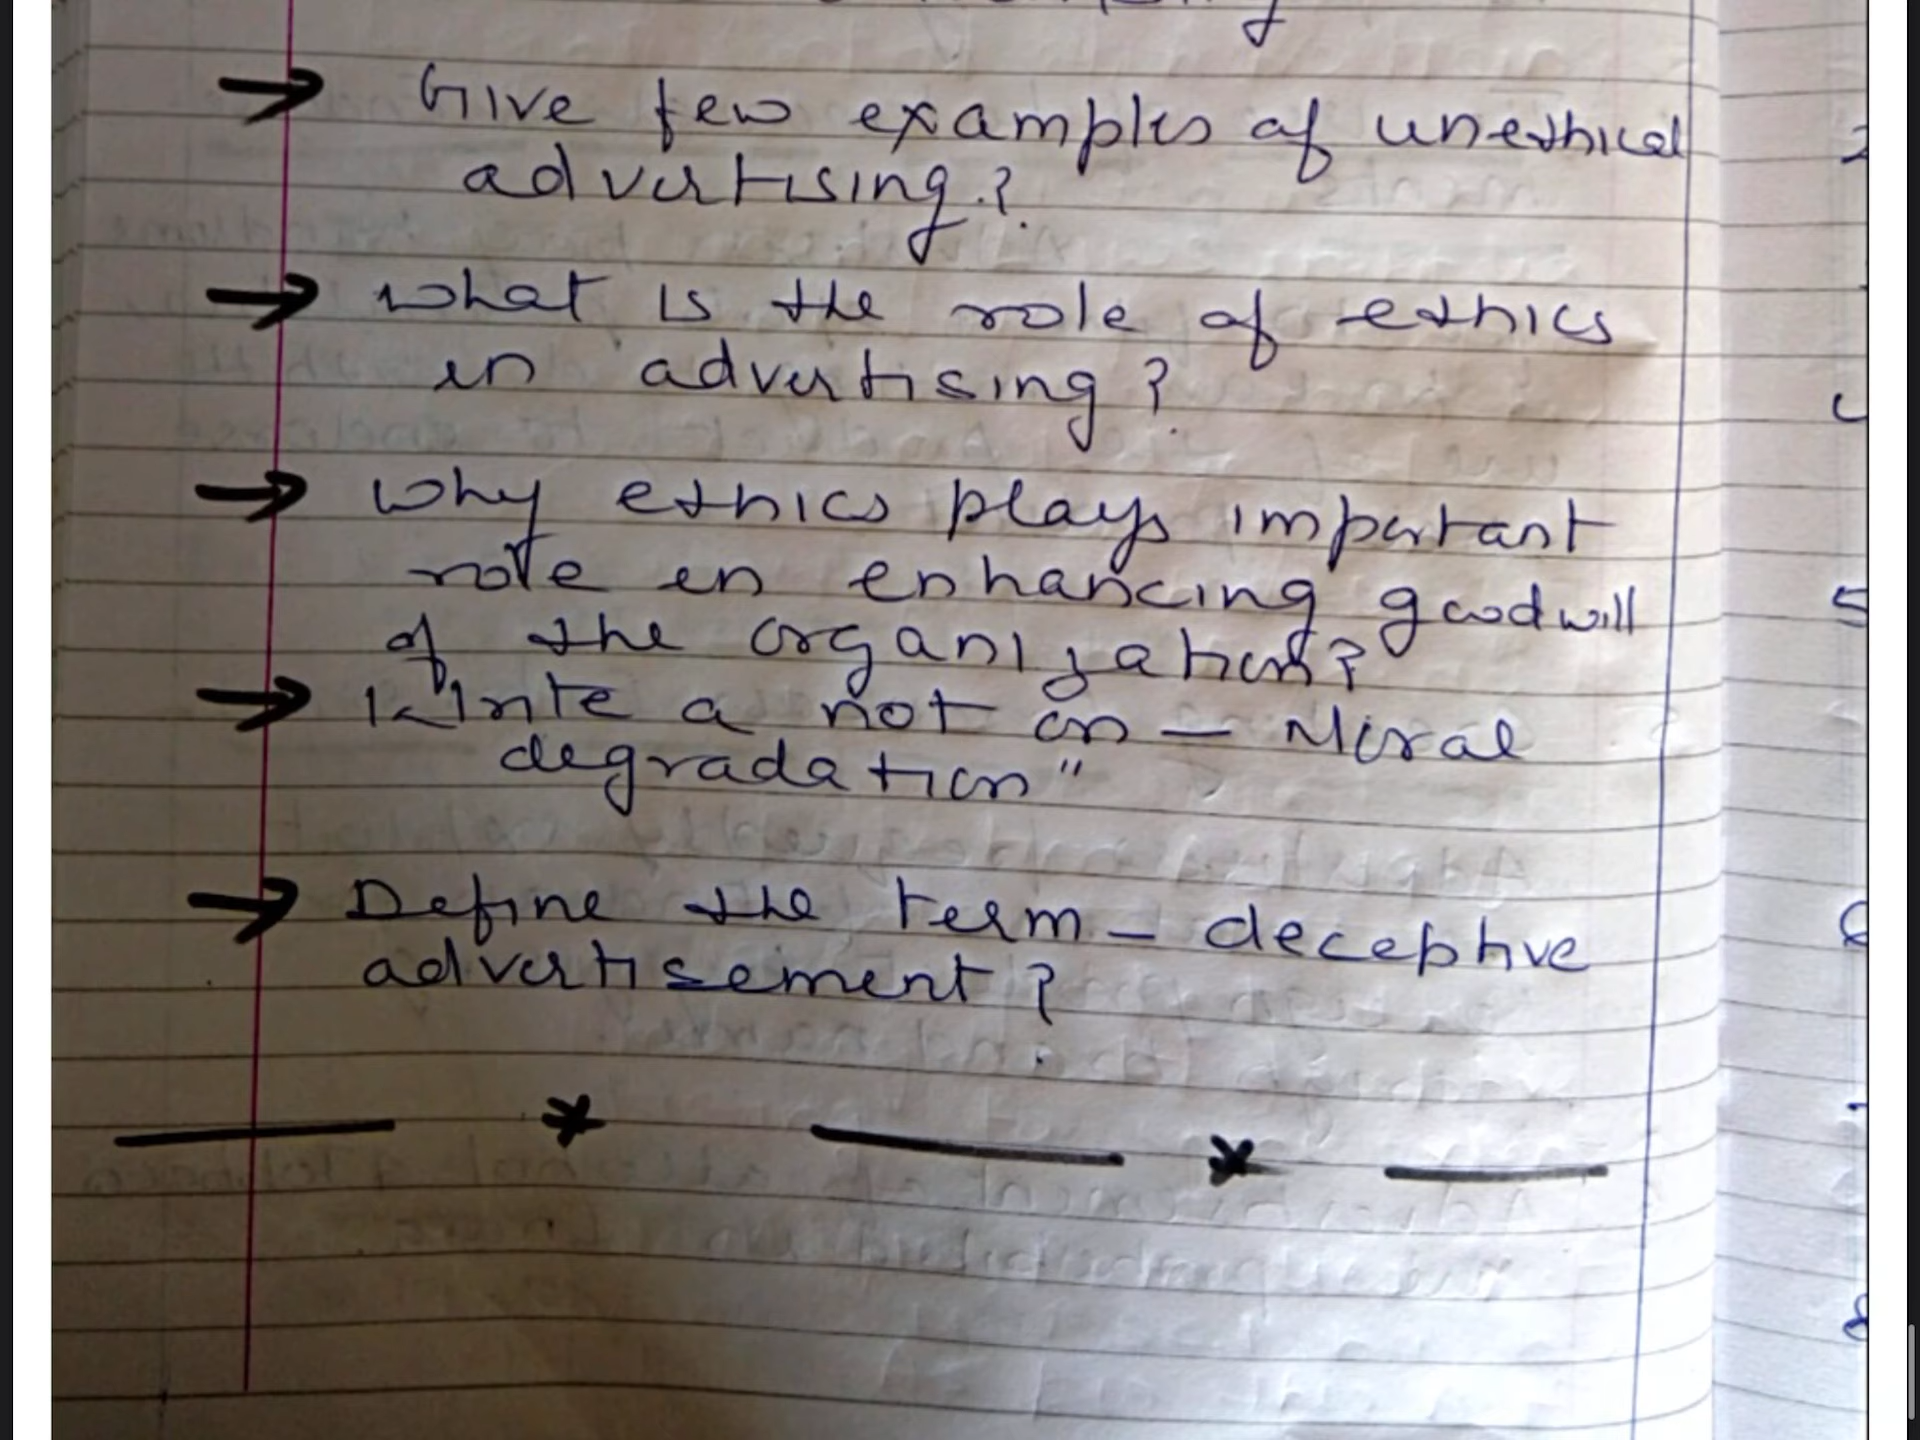 → Give few examples of unethical
advertising.?
→ what is the role of ethics
in advertising?
→ why ethics plays important
role in enhancing goodwill
of the organization?
→ Write a not on – Moral
degradation"
→ Define the term – deceptive
advertisement?